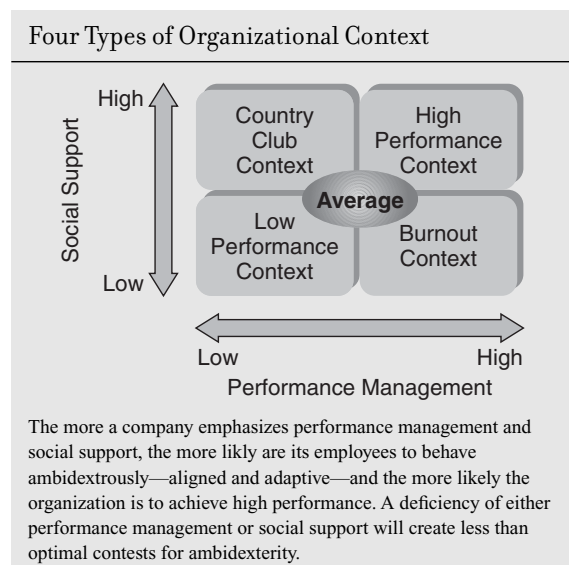 Four Types of Organizational Context
High
Social Support
Low
Country
Club
Context
High
Performance
Context
Average
Low
Performance
Context
Burnout
Context
Low
High
Performance Management
The more a company emphasizes performance management and
social support, the more likly are its employees to behave
ambidextrously—aligned and adaptive—and the more likely the
organization is to achieve high performance. A deficiency of either
performance management or social support will create less than
optimal contests for ambidexterity.